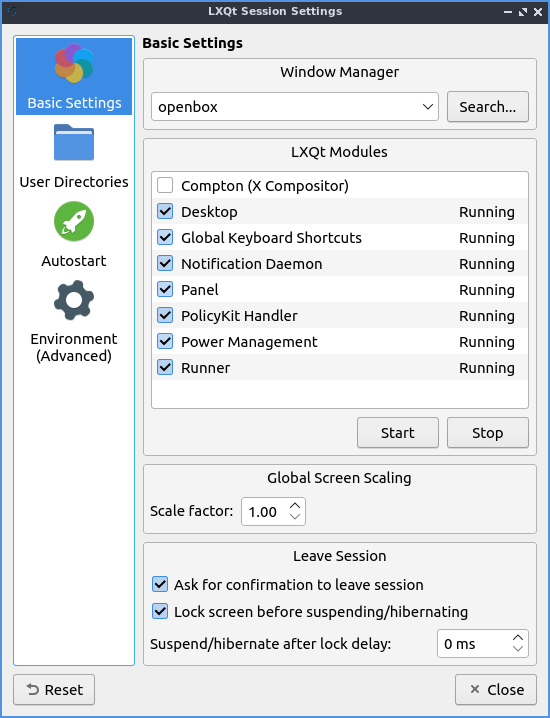 LXQt Session Settings
Basic Settings
User Directories
Autostart
Environment
(Advanced)
Basic Settings
Window Manager
openbox
Search...
LXQt Modules
Compton (X Compositor)
Desktop Running
Global Keyboard Shortcuts Running
Notification Daemon Running
Panel Running
PolicyKit Handler Running
Power Management Running
Runner Running
Start Stop
Global Screen Scaling
Scale factor: 1.00
Leave Session
Ask for confirmation to leave session
Lock screen before suspending/hibernating
Suspend/hibernate after lock delay: 0 ms
Reset Close